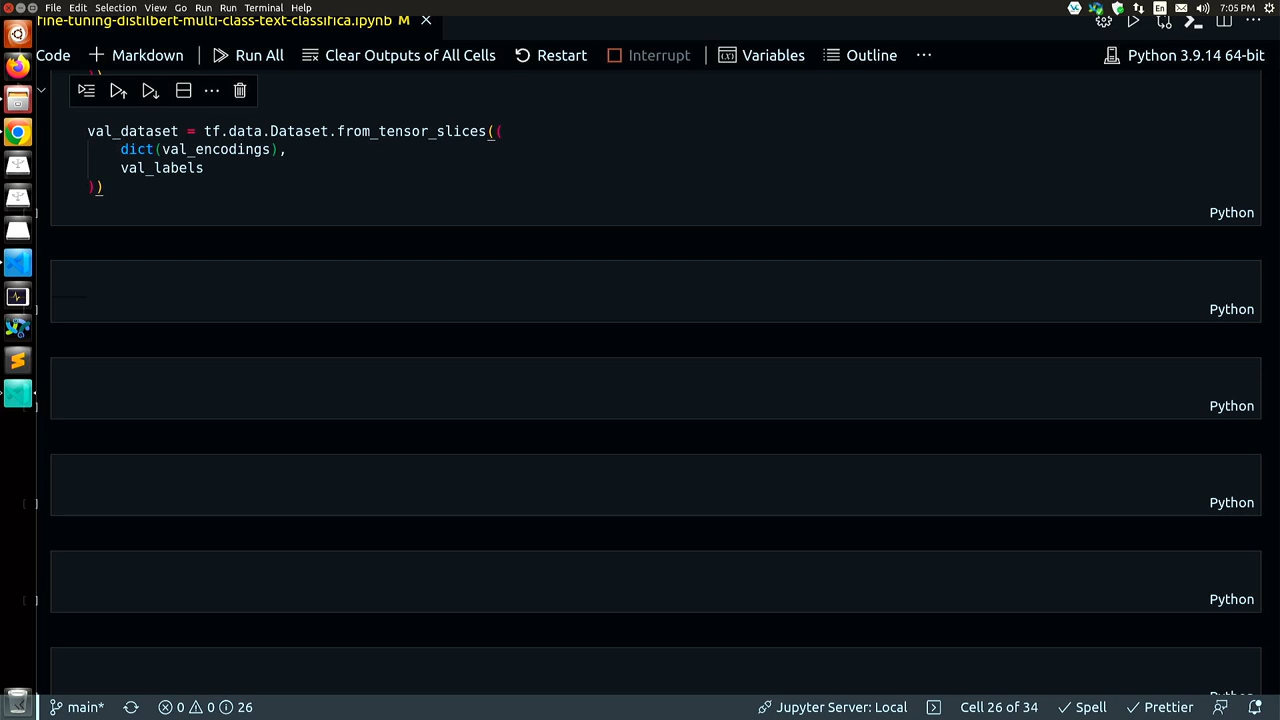 File Edit Selection View Go Run Run Terminal Help
En 7:05 PM
fine-tuning-distilbert-multi-class-text-classifica.ipynb M
Code + Markdown Run All Clear Outputs of All Cells Restart Interrupt Variables Outline ... Python 3.9.14 64-bit
val_dataset = tf.data.Dataset.from_tensor_slices((
dict(val_encodings),
val_labels
))
Python
Python
Python
Python
Python
main* 0 0 26 Jupyter Server: Local Cell 26 of 34 Spell Prettier